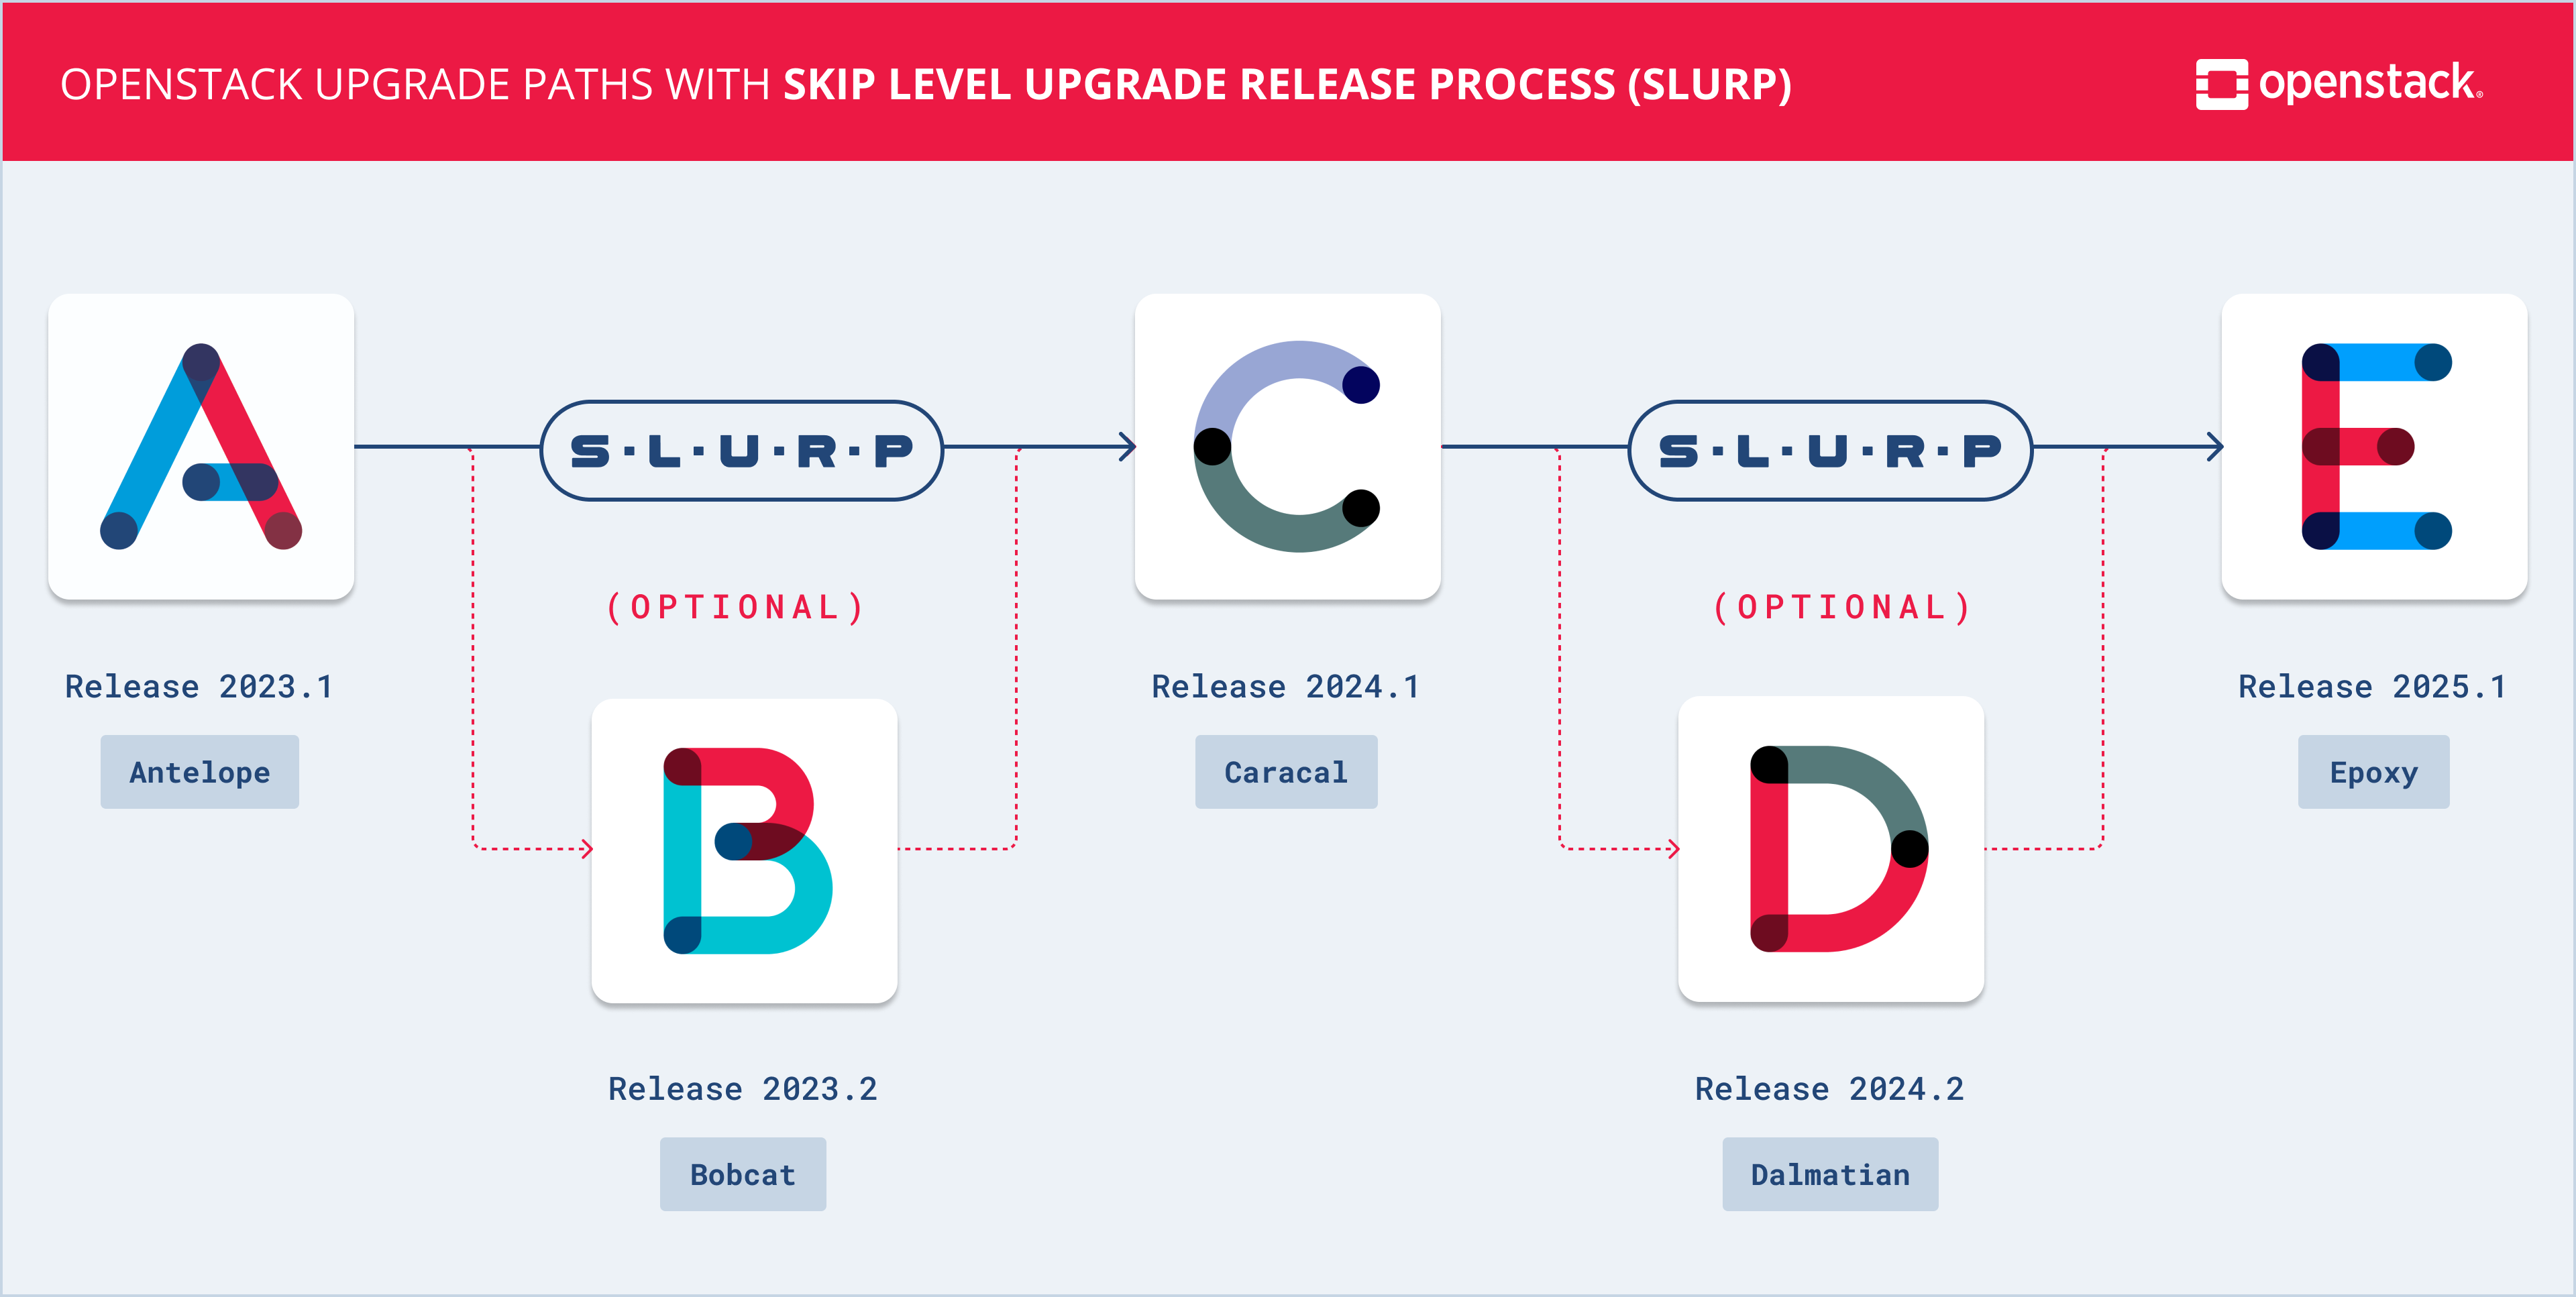 OPENSTACK UPGRADE PATHS WITH SKIP LEVEL UPGRADE RELEASE PROCESS (SLURP)
openstack®
A
S·L·U·R·P
C
S·L·U·R·P
E
(OPTIONAL)
(OPTIONAL)
Release 2023.1
Release 2024.1
Release 2025.1
Antelope
Caracal
Epoxy
B
D
Release 2023.2
Release 2024.2
Bobcat
Dalmatian